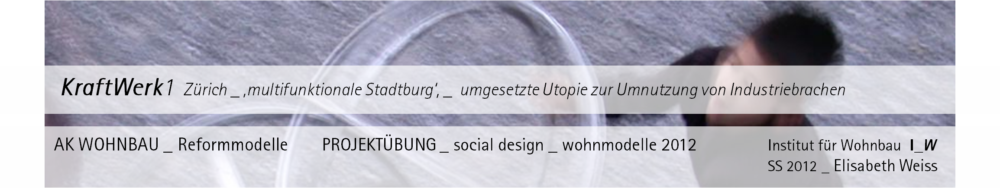 KraftWerk1 Zürich _ ‚multifunktionale Stadtburg‘, _ umgesetzte Utopie zur Umnutzung von Industriebrachen
AK WOHNBAU _ Reformmodelle PROJEKTÜBUNG _ social design _ wohnmodelle 2012 Institut für Wohnbau I_W
SS 2012 _ Elisabeth Weiss